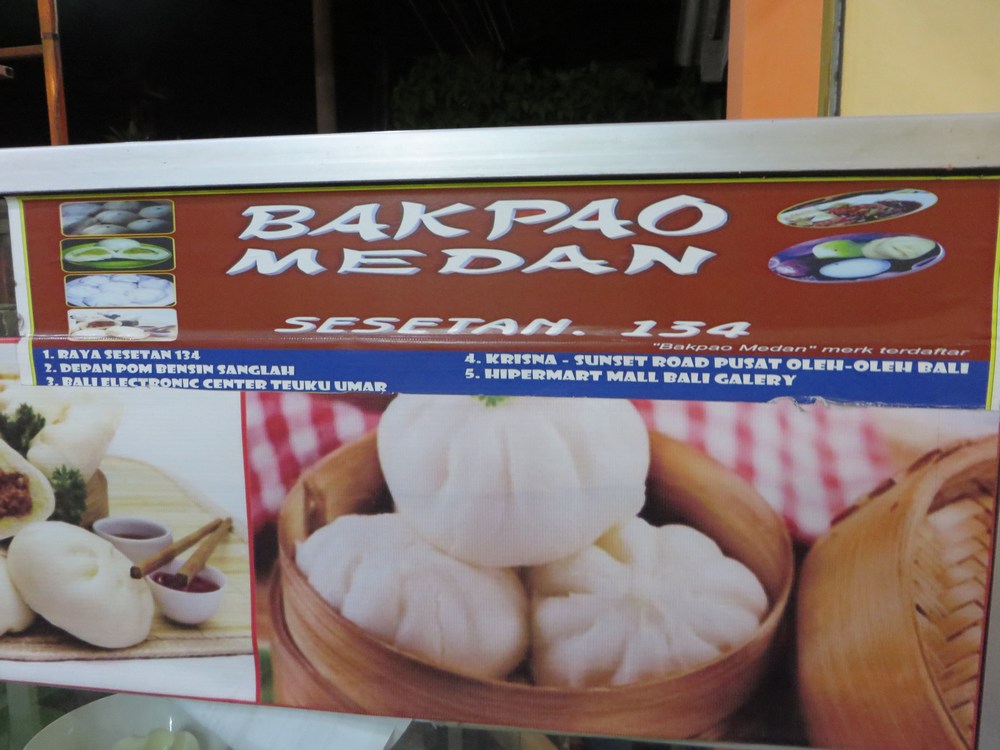 BAKPAO
MEDAN
SESETAN. 134
"Bakpao Medan" merk terdaftar
1. RAYA SESETAN 134
2. DEPAN POM BENSIN SANGLAH
3. BALI ELECTRONIC CENTER TEUKU UMAR
4. KRISNA - SUNSET ROAD PUSAT OLEH-OLEH BALI
5. HIPERMART MALL BALI GALERY